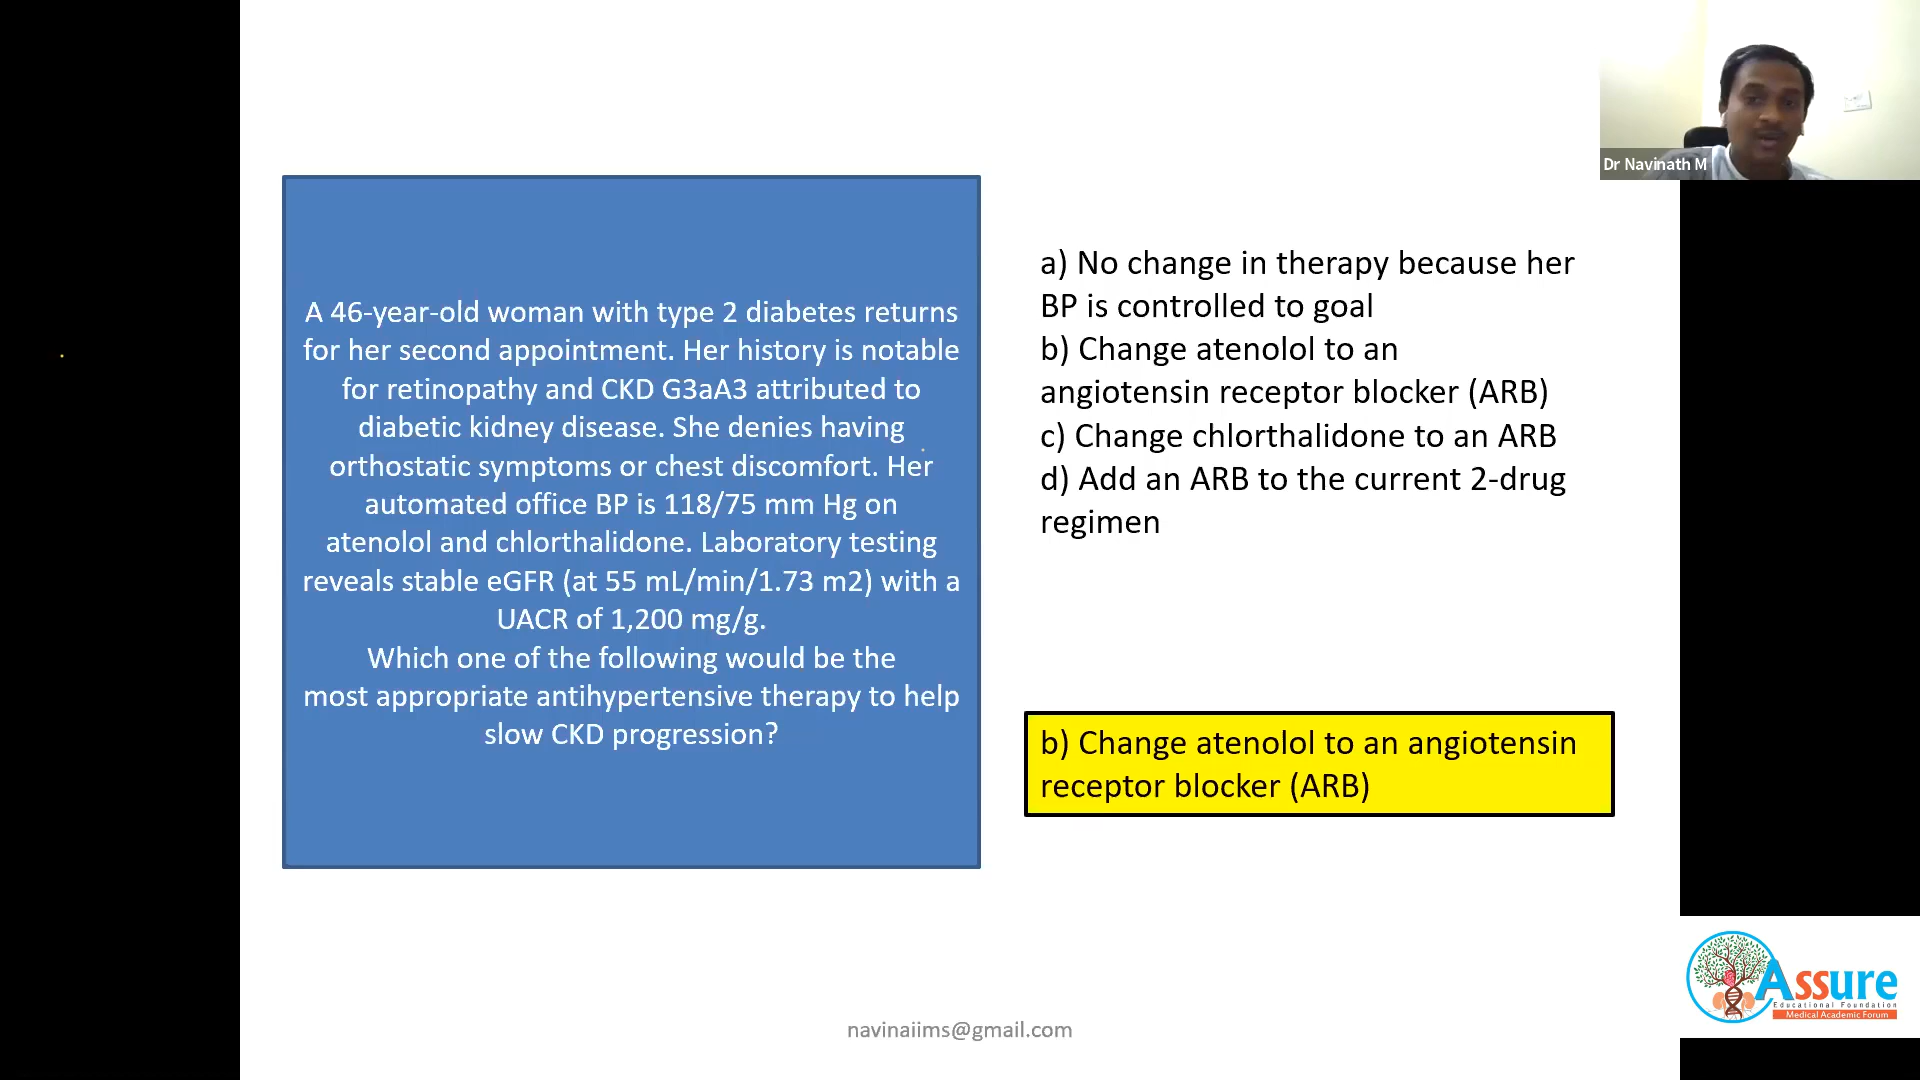 Dr Navinath M
A 46-year-old woman with type 2 diabetes returns
for her second appointment. Her history is notable
for retinopathy and CKD G3aA3 attributed to
diabetic kidney disease. She denies having
orthostatic symptoms or chest discomfort. Her
automated office BP is 118/75 mm Hg on
atenolol and chlorthalidone. Laboratory testing
reveals stable eGFR (at 55 mL/min/1.73 m2) with a
UACR of 1,200 mg/g.
Which one of the following would be the
most appropriate antihypertensive therapy to help
slow CKD progression?
a) No change in therapy because her
BP is controlled to goal
b) Change atenolol to an
angiotensin receptor blocker (ARB)
c) Change chlorthalidone to an ARB
d) Add an ARB to the current 2-drug
regimen
b) Change atenolol to an angiotensin
receptor blocker (ARB)
navinaiims@gmail.com
Assure
Educational Foundation
Medical Academic Forum